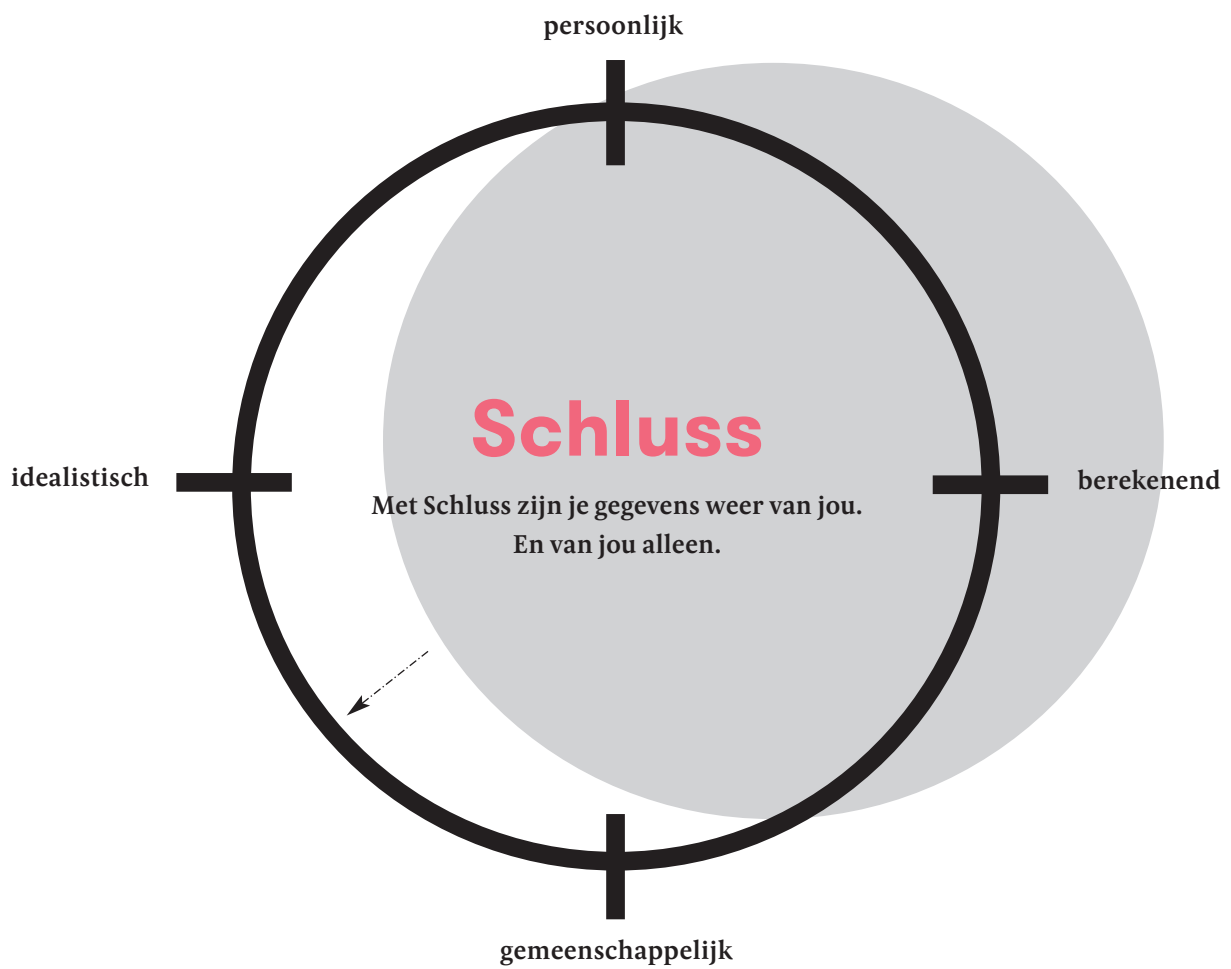 persoonlijk
Schluss
idealistisch
berekenend
Met Schluss zijn je gegevens weer van jou.
En van jou alleen.
gemeenschappelijk